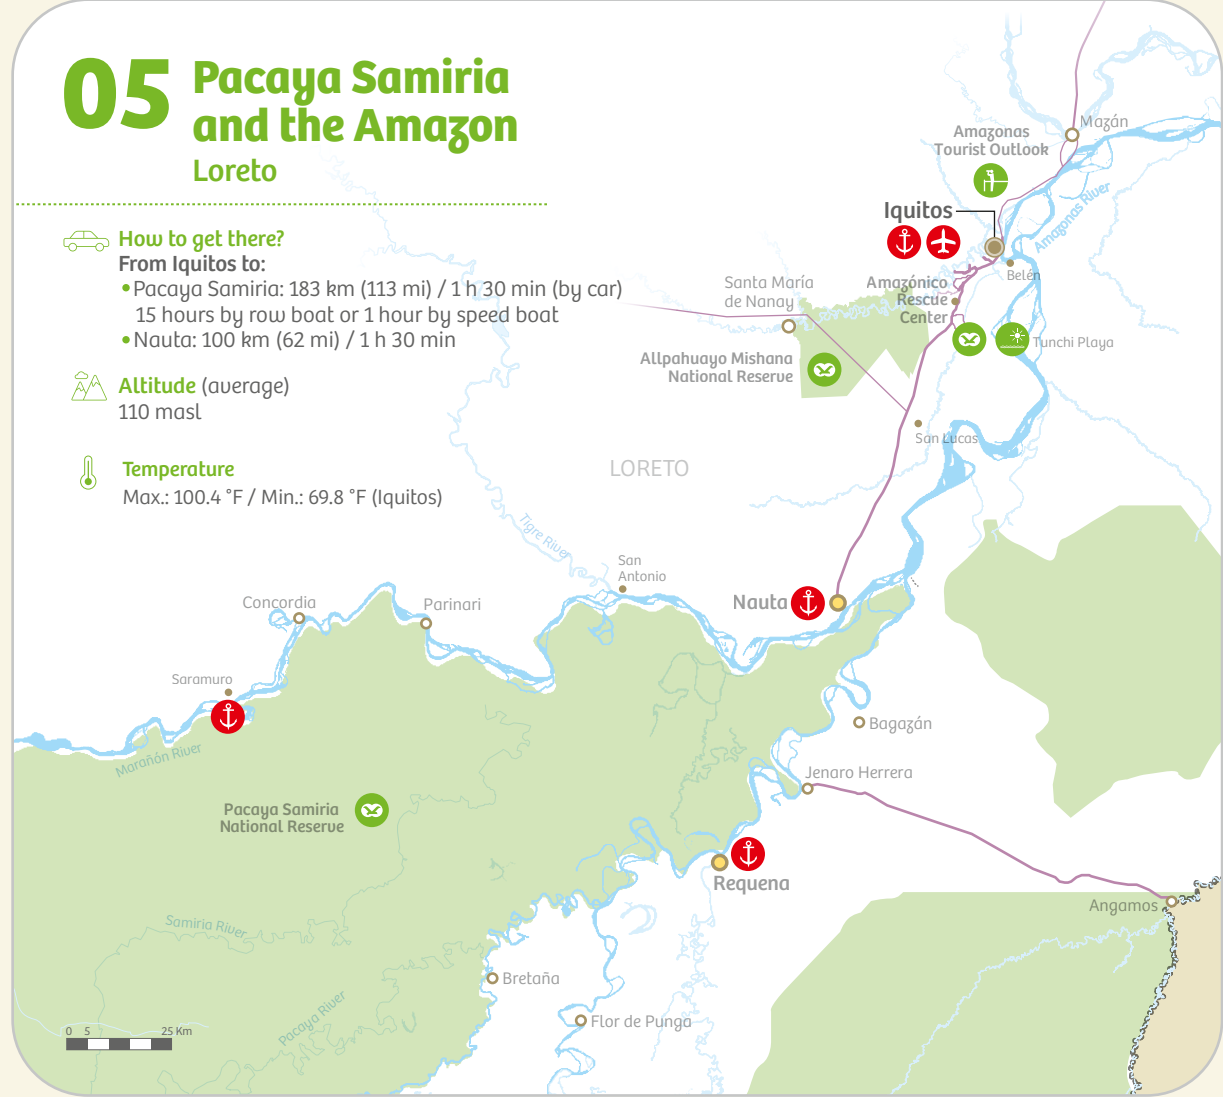 05
Pacaya Samiria
and the Amazon
Loreto
How to get there?
From Iquitos to:
•Pacaya Samiria: 183 km (113 mi) / 1 h 30 min (by car)
15 hours by row boat or 1 hour by speed boat
•Nauta: 100 km (62 mi) / 1 h 30 min
Altitude (average)
110 masl
Temperature
Max.: 100.4 °F / Min.: 69.8 °F (Iquitos)
Mazán
Amazonas
Tourist Outlook
Iquitos
Amazonas River
Belén
Santa María
de Nanay
Amazónico
Rescue
Center
Tunchi Playa
Allpahuayo Mishana
National Reserve
San Lucas
LORETO
Tigre River
San
Antonio
Nauta
Concordia
Parinari
Saramuro
Marañón River
Bagazán
Jenaro Herrera
Pacaya Samiria
National Reserve
Requena
Angamos
Samiria River
Bretaña
Pacaya River
Flor de Punga
0 5 25 Km